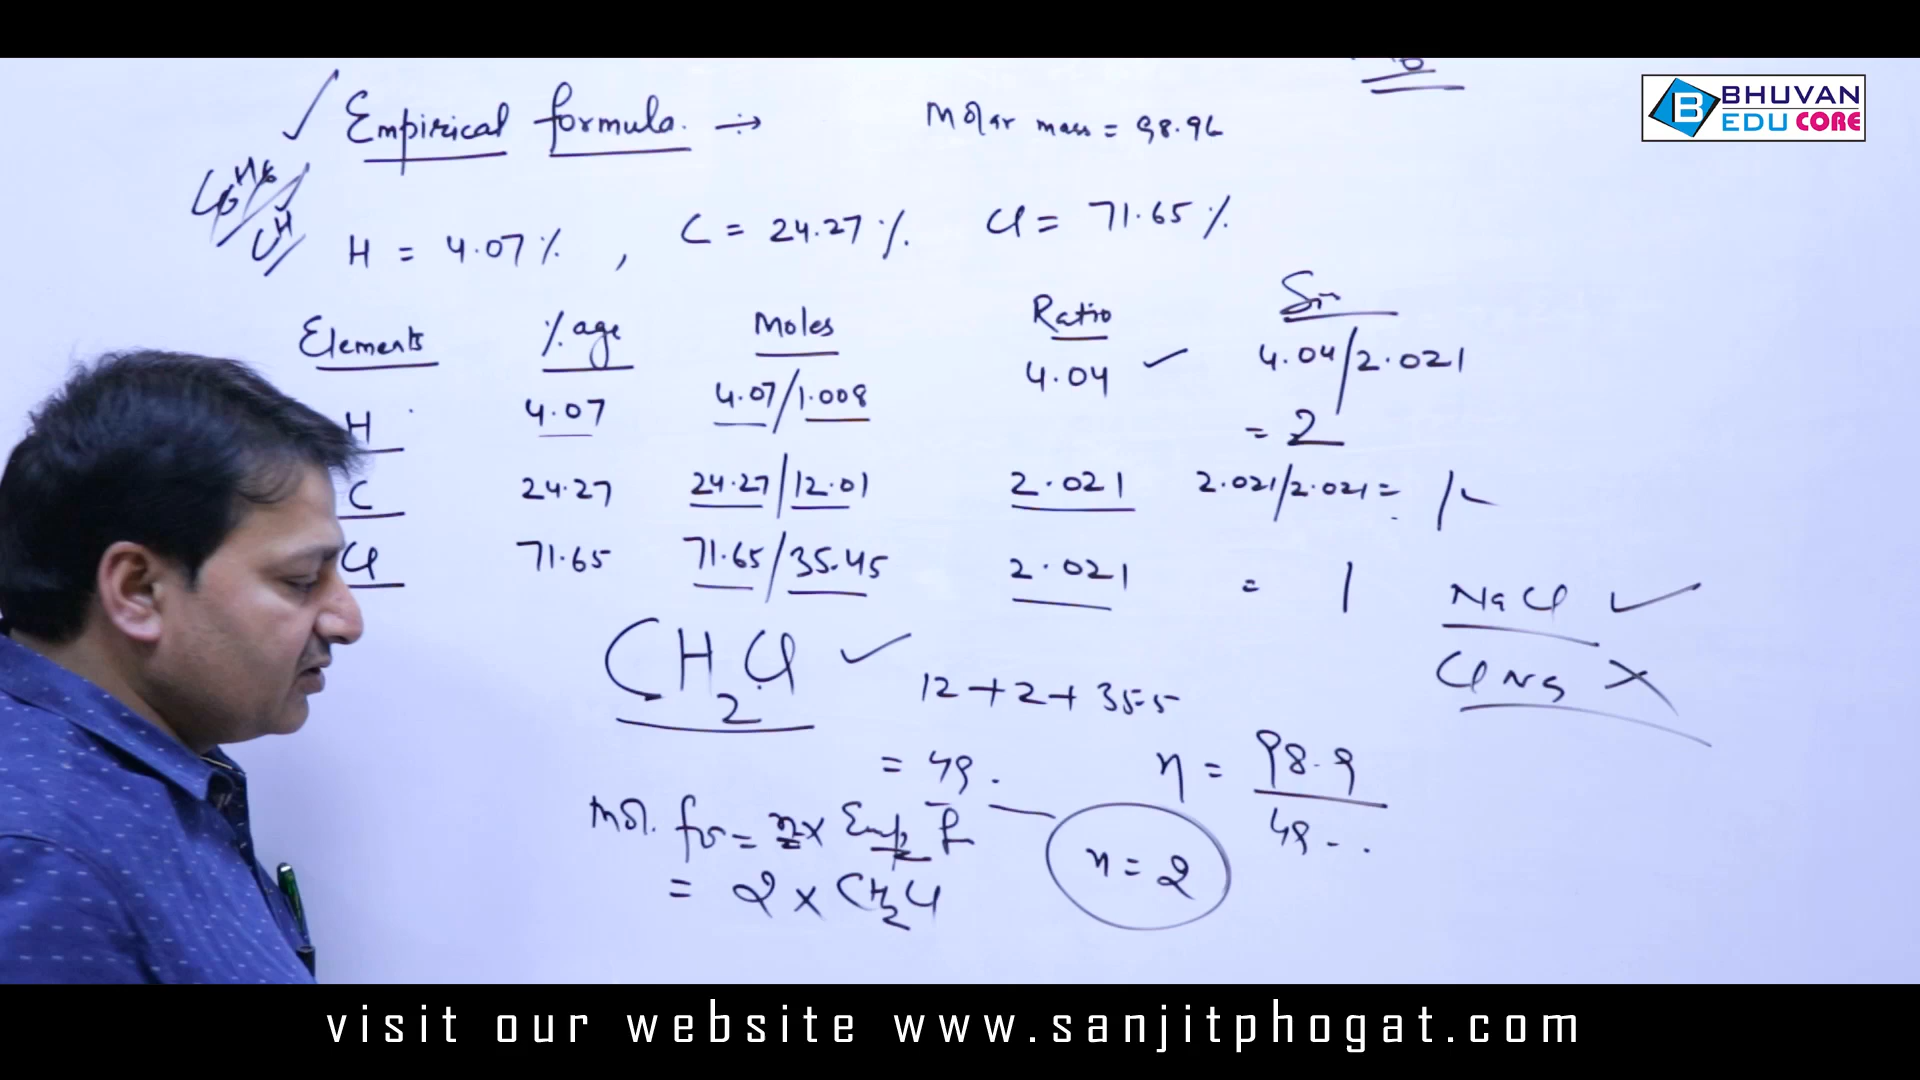 BHUVAN
EDU CORE
Empirical formula. → Molar mass = 98.96
C6H6
CH
H = 4.07 % , C = 24.27 % Cl = 71.65 %
Elements % age Moles Ratio
H 4.07 4.07/1.008 4.04 4.04/2.021
= 2
C 24.27 24.27/12.01 2.021 2.021/2.021 = 1
Cl 71.65 71.65/35.45 2.021 = 1
NaCl
CH2Cl
ClNa
12+2+35.5
= 49. n = 98.9/49..
Mol. for = n x Emp f
n = 2
= 2 x CH2Cl
visit our website www.sanjitphogat.com